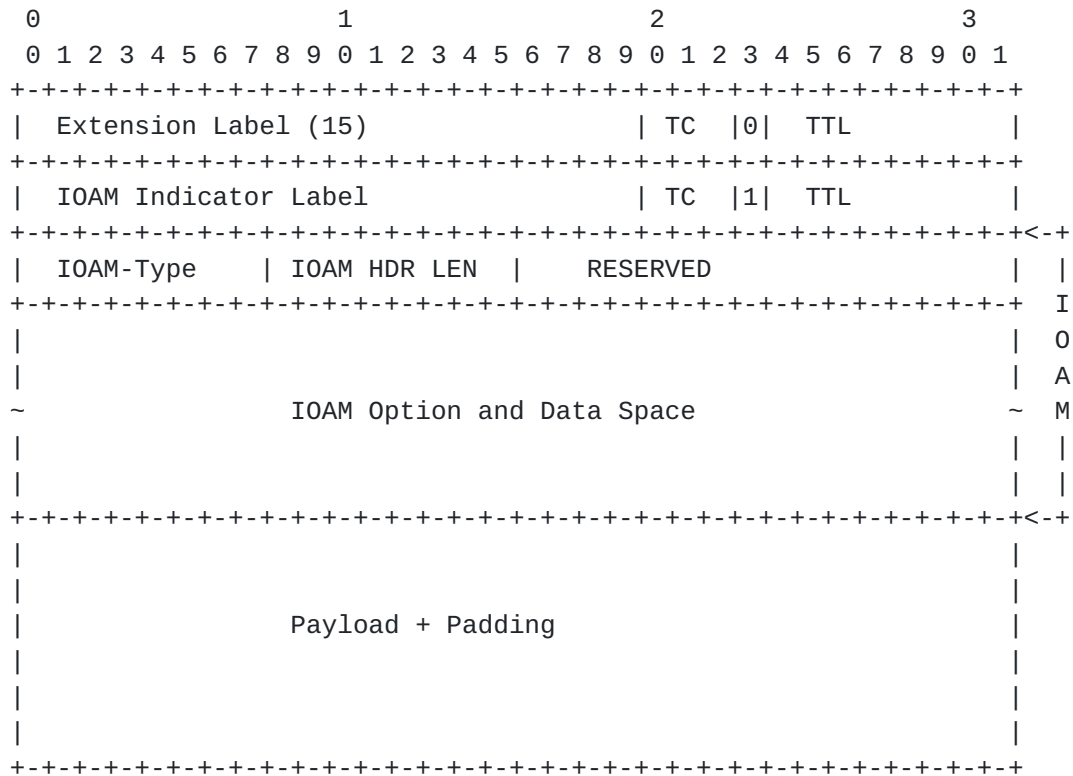 0                   1                   2                   3
 0 1 2 3 4 5 6 7 8 9 0 1 2 3 4 5 6 7 8 9 0 1 2 3 4 5 6 7 8 9 0 1
+-+-+-+-+-+-+-+-+-+-+-+-+-+-+-+-+-+-+-+-+-+-+-+-+-+-+-+-+-+-+-+-+
|  Extension Label (15)                 | TC  |0|  TTL          |
+-+-+-+-+-+-+-+-+-+-+-+-+-+-+-+-+-+-+-+-+-+-+-+-+-+-+-+-+-+-+-+-+
|  IOAM Indicator Label                 | TC  |1|  TTL          |
+-+-+-+-+-+-+-+-+-+-+-+-+-+-+-+-+-+-+-+-+-+-+-+-+-+-+-+-+-+-+-+-+<-+
|  IOAM-Type    | IOAM HDR LEN  |    RESERVED                   |  |
+-+-+-+-+-+-+-+-+-+-+-+-+-+-+-+-+-+-+-+-+-+-+-+-+-+-+-+-+-+-+-+-+  I
|                                                               |  O
|                                                               |  A
~                 IOAM Option and Data Space                    ~  M
|                                                               |  |
|                                                               |  |
+-+-+-+-+-+-+-+-+-+-+-+-+-+-+-+-+-+-+-+-+-+-+-+-+-+-+-+-+-+-+-+-+<-+
|                                                               |
|                                                               |
|                 Payload + Padding                             |
|                                                               |
|                                                               |
|                                                               |
+-+-+-+-+-+-+-+-+-+-+-+-+-+-+-+-+-+-+-+-+-+-+-+-+-+-+-+-+-+-+-+-+